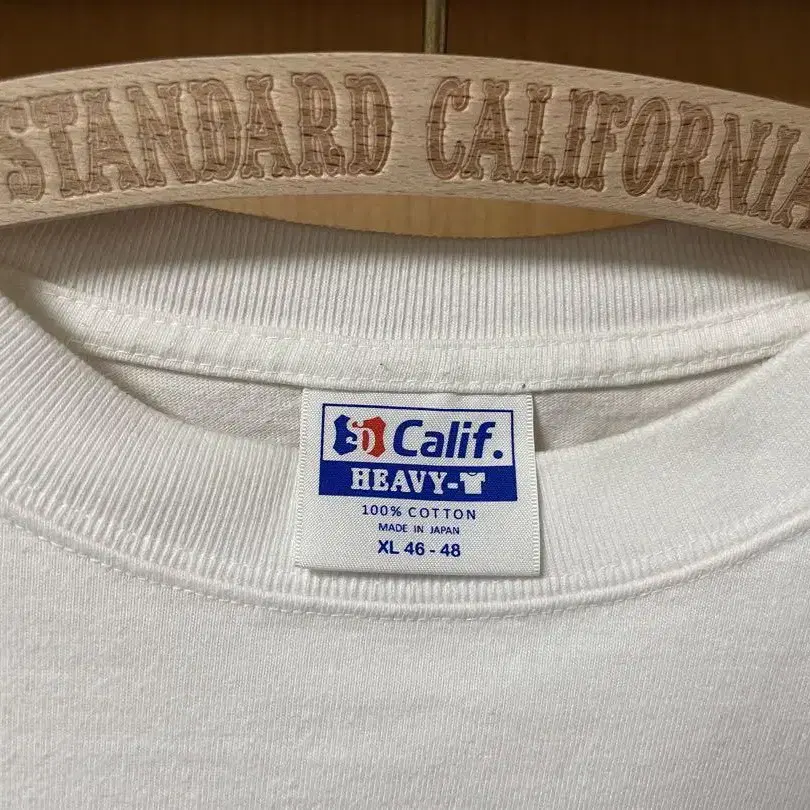 STANDARD CALIFORNIA
SD Calif.
HEAVY-
100% COTTON
MADE IN JAPAN
XL 46 - 48